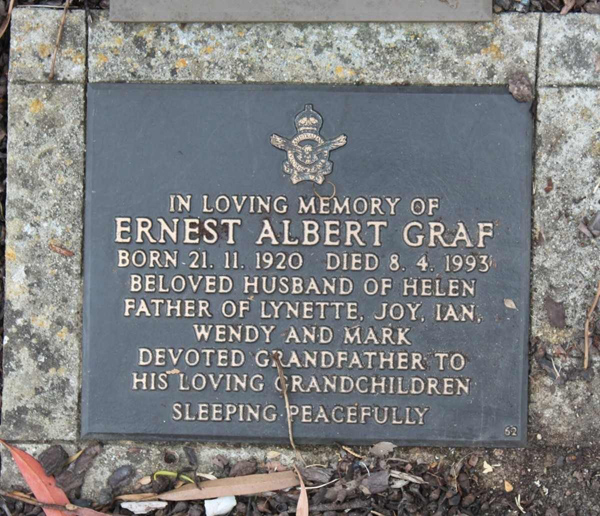 IN LOVING MEMORY OF
ERNEST ALBERT GRAF
BORN 21. 11. 1920 DIED 8. 4. 1993
BELOVED HUSBAND OF HELEN
FATHER OF LYNETTE, JOY, IAN,
WENDY AND MARK
DEVOTED GRANDFATHER TO
HIS LOVING GRANDCHILDREN
SLEEPING PEACEFULLY
62